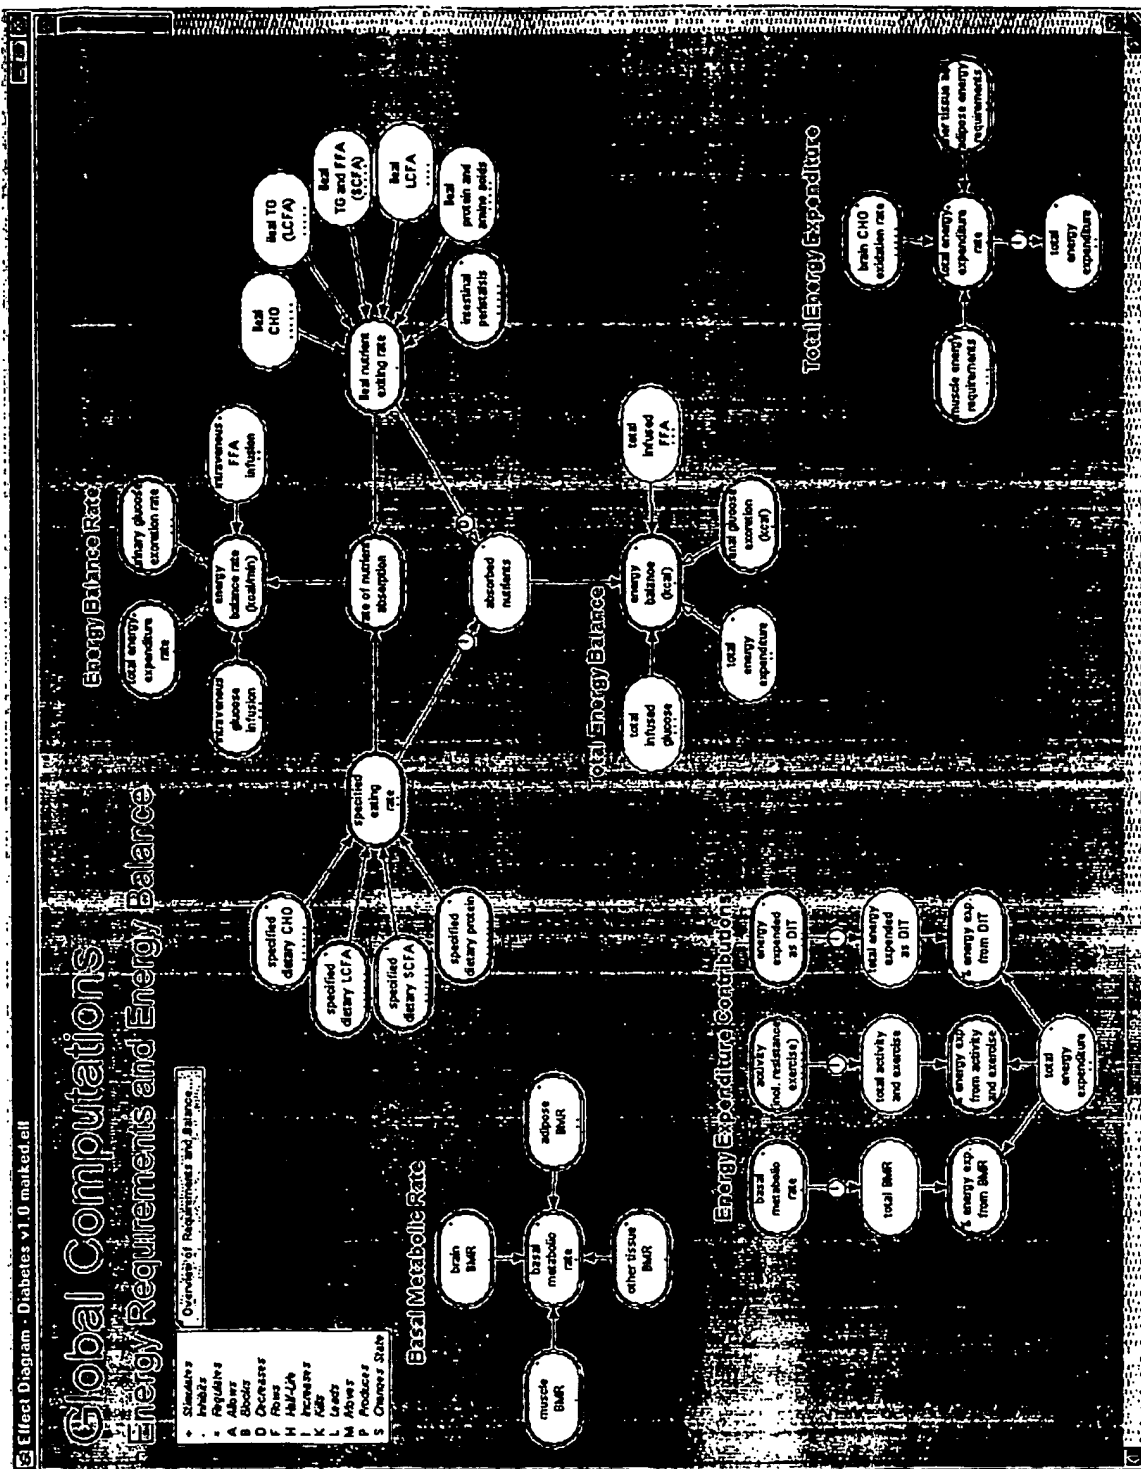 Effect Diagram - Diabetes v1.0 marked.elf
Global Computations
Energy Requirements and Energy Balance
+ Stimulates
- Inhibits
Regulates
A Allows
B Blocks
D Decreases
F Flows
H Half-Life
I Increases
K Kills
L Leads
M Moves
P Produces
S Changes State
Overview of Requirements and Balance...
Basal Metabolic Rate
brain
BMR
muscle
BMR
basal
metabolic
rate
adipose
BMR
other tissue
BMR
specified
dietary CHO
specified
dietary LCFA
specified
dietary SCFA
specified
dietary protein
specified
eating
rate
Energy Balance Rate
total energy
expenditure
rate
urinary glucose
excretion rate
intravenous
glucose
infusion
energy
balance rate
(kcal/min)
intravenous
FFA
infusion
rate of nutrient
absorption
ileal nutrient
exiting rate
ileal
CHO
ileal TG
(LCFA)
ileal
TG and FFA
(SCFA)
ileal
LCFA
ileal
protein and
amino acids
intestinal
peristalsis
absorbed
nutrients
Total Energy Balance
total
infused
glucose
energy
balance
(kcal)
total
infused
FFA
total
energy
expenditure
renal glucose
excretion
(kcal)
Energy Expenditure Contributions
basal
metabolic
rate
activity
(incl. resistance
exercise)
energy
expended
as DIT
total BMR
total activity
and exercise
total energy
expended
as DIT
% energy exp.
from BMR
% energy exp.
from activity
and exercise
% energy exp.
from DIT
total
energy
expenditure
Total Energy Expenditure
brain CHO
oxidation rate
muscle energy
requirements
total energy
expenditure
rate
adipose energy
requirements
total
energy
expenditure